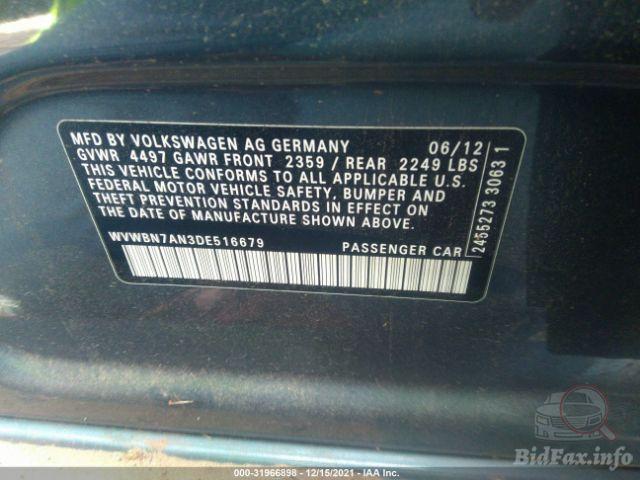 MFD BY VOLKSWAGEN AG GERMANY 06/12
GVWR 4497 GAWR FRONT 2359 / REAR 2249 LBS
THIS VEHICLE CONFORMS TO ALL APPLICABLE U.S.
FEDERAL MOTOR VEHICLE SAFETY, BUMPER AND
THEFT PREVENTION STANDARDS IN EFFECT ON
THE DATE OF MANUFACTURE SHOWN ABOVE.
WVWBN7AN3DE516679 PASSENGER CAR
2455273 3063 1
000-31966898 - 12/15/2021 - IAA Inc.
BidFax.info